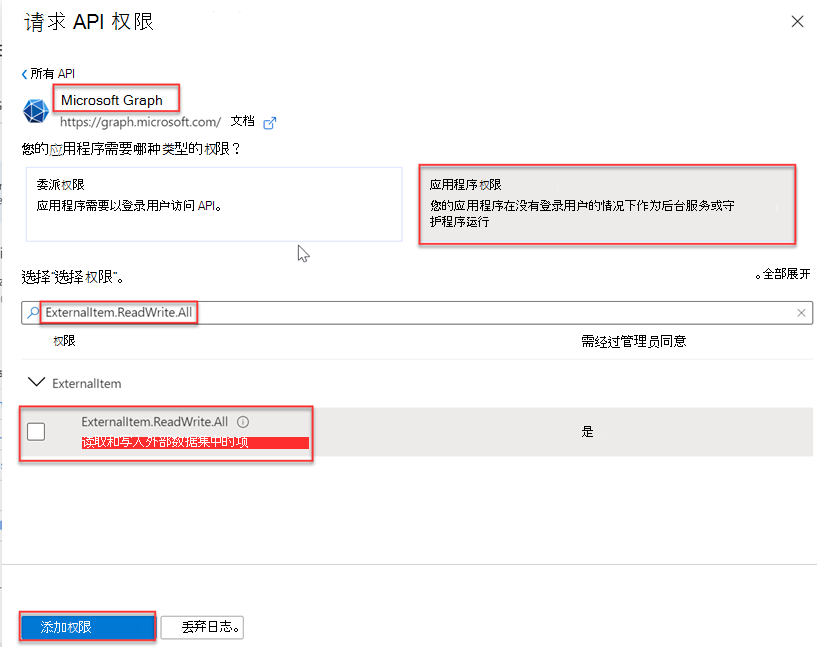 请求 API 权限
所有 API
Microsoft Graph
https://graph.microsoft.com/ 文档
您的应用程序需要哪种类型的权限？
委派权限
应用程序需要以登录用户访问 API。
应用程序权限
您的应用程序在没有登录用户的情况下作为后台服务或守
护程序运行
选择"选择权限"。
。全部展开
ExternalItem.ReadWrite.All
权限
需经过管理员同意
ExternalItem
ExternalItem.ReadWrite.All
读取和写入外部数据集中的项
是
添加权限
丢弃日志。